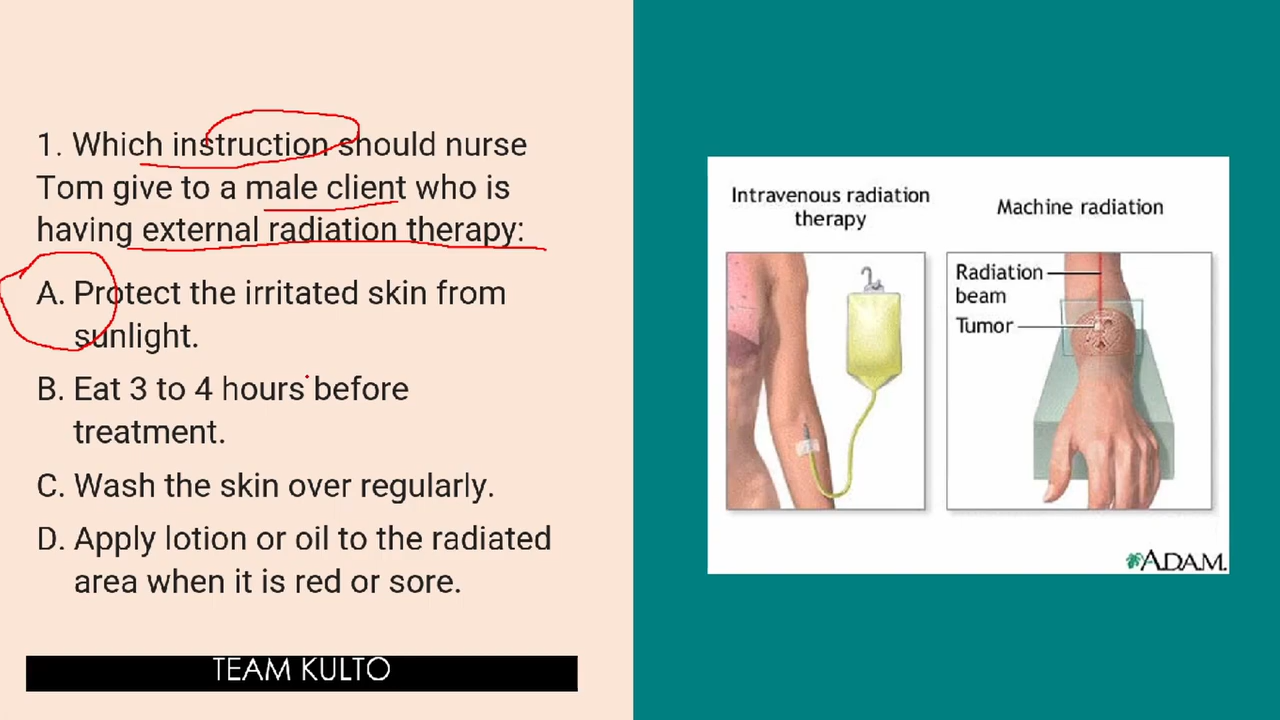 1. Which instruction should nurse
Tom give to a male client who is
having external radiation therapy:
A. Protect the irritated skin from
sunlight.
B. Eat 3 to 4 hours before
treatment.
C. Wash the skin over regularly.
D. Apply lotion or oil to the radiated
area when it is red or sore.
TEAM KULTO
Intravenous radiation
therapy
Machine radiation
Radiation
beam
Tumor
A.D.A.M.